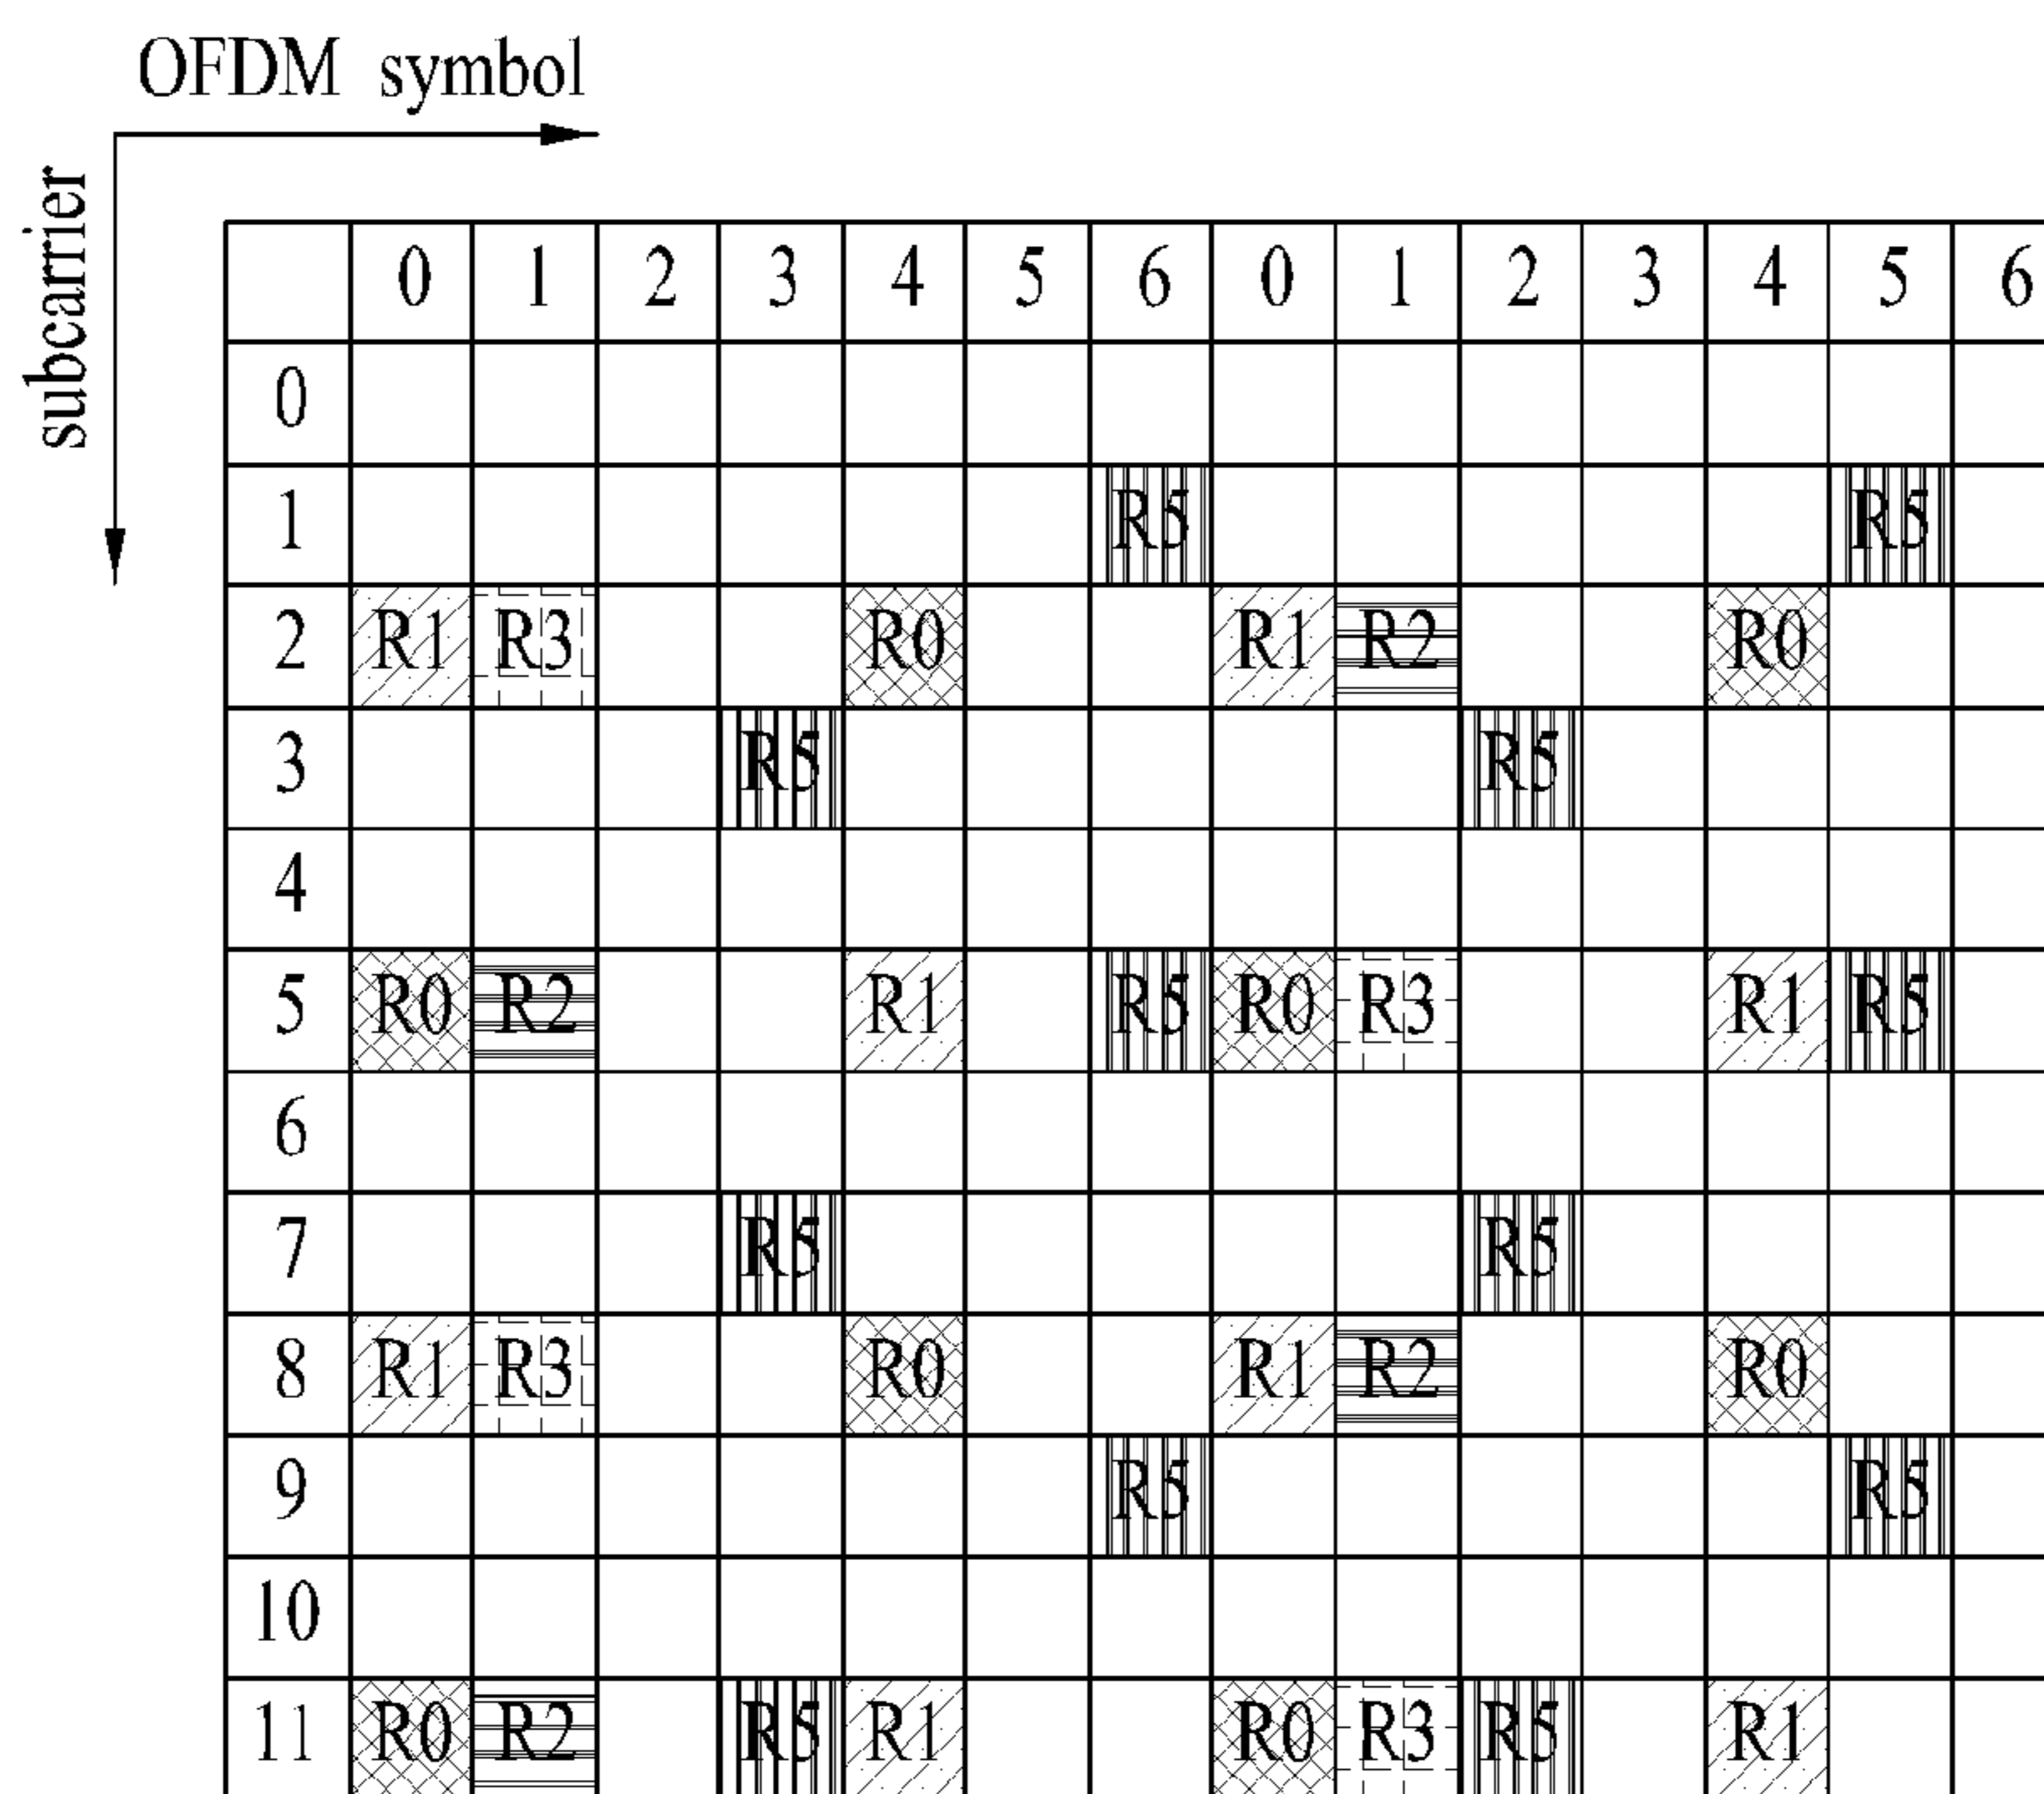 OFDM symbol
subcarrier
0 1 2 3 4 5 6 0 1 2 3 4 5 6
0
1 R5 R5
2 R1 R3 R0 R1 R2 R0
3 R5 R5
4
5 R0 R2 R1 R5 R0 R3 R1 R5
6
7 R5 R5
8 R1 R3 R0 R1 R2 R0
9 R5 R5
10
11 R0 R2 R5 R1 R0 R3 R5 R1